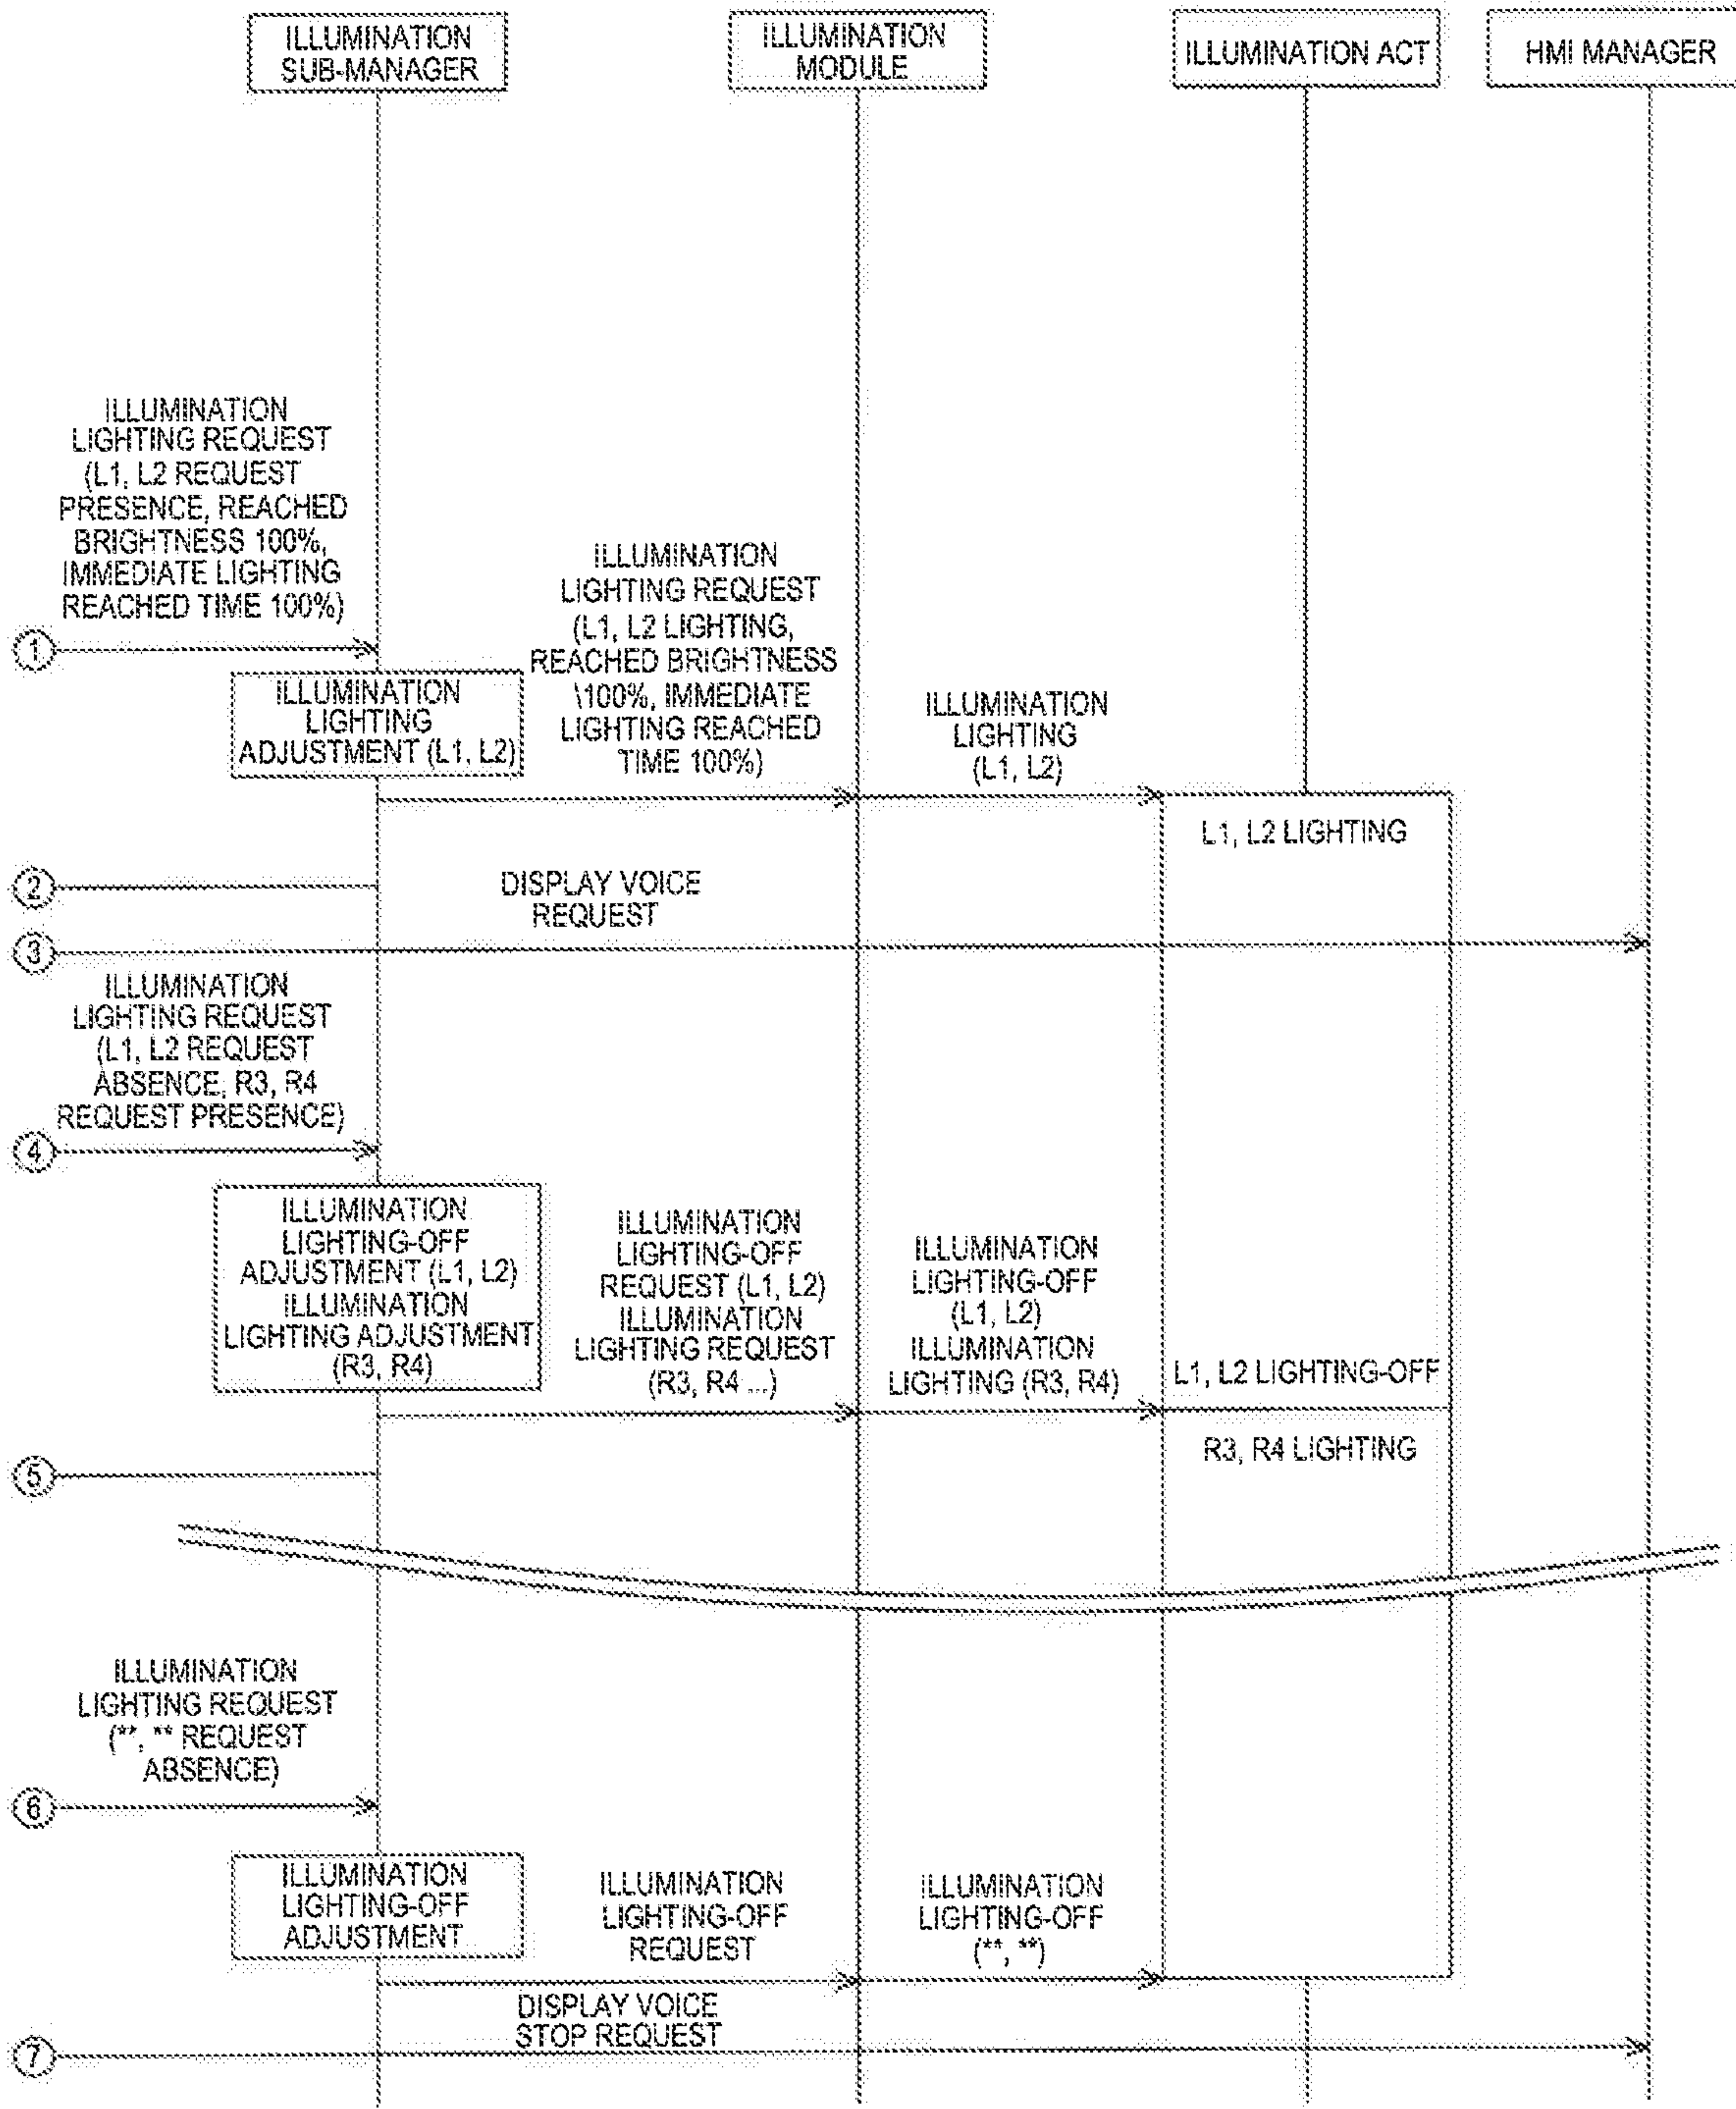 ILLUMINATION
SUB-MANAGER
ILLUMINATION
MODULE
ILLUMINATION ACT
HMI MANAGER
ILLUMINATION
LIGHTING REQUEST
(L1, L2 REQUEST
PRESENCE, REACHED
BRIGHTNESS 100%,
IMMEDIATE LIGHTING
REACHED TIME 100%)
1
ILLUMINATION
LIGHTING
ADJUSTMENT (L1, L2)
ILLUMINATION
LIGHTING REQUEST
(L1, L2 LIGHTING,
REACHED BRIGHTNESS
\100%, IMMEDIATE
LIGHTING REACHED
TIME 100%)
ILLUMINATION
LIGHTING
(L1, L2)
L1, L2 LIGHTING
2
DISPLAY VOICE
REQUEST
3
ILLUMINATION
LIGHTING REQUEST
(L1, L2 REQUEST
ABSENCE, R3, R4
REQUEST PRESENCE)
4
ILLUMINATION
LIGHTING-OFF
ADJUSTMENT (L1, L2)
ILLUMINATION
LIGHTING ADJUSTMENT
(R3, R4)
ILLUMINATION
LIGHTING-OFF
REQUEST (L1, L2)
ILLUMINATION
LIGHTING REQUEST
(R3, R4 ...)
ILLUMINATION
LIGHTING-OFF
(L1, L2)
ILLUMINATION
LIGHTING (R3, R4)
L1, L2 LIGHTING-OFF
R3, R4 LIGHTING
5
ILLUMINATION
LIGHTING REQUEST
(**, ** REQUEST
ABSENCE)
6
ILLUMINATION
LIGHTING-OFF
ADJUSTMENT
ILLUMINATION
LIGHTING-OFF
REQUEST
ILLUMINATION
LIGHTING-OFF
(**, **)
DISPLAY VOICE
STOP REQUEST
7